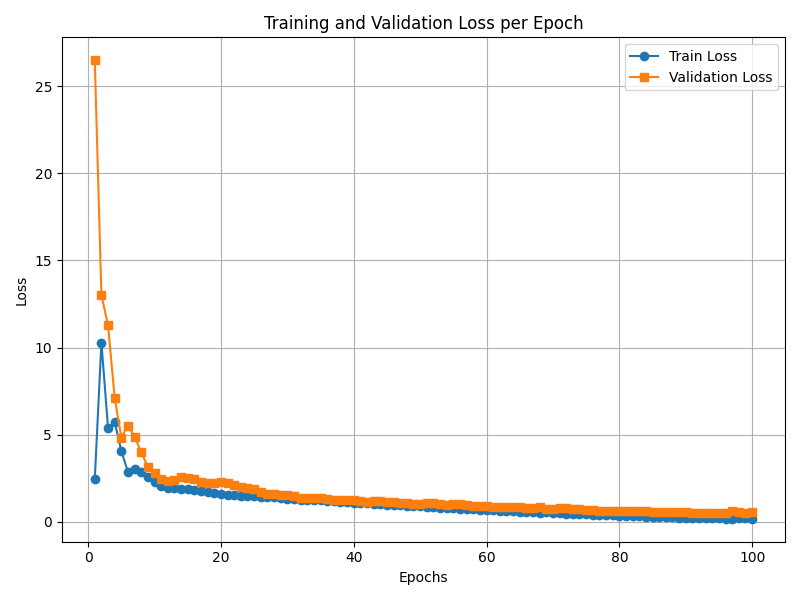 Training and Validation Loss per Epoch
Train Loss
Validation Loss
Loss
25
20
15
10
5
0
0 20 40 60 80 100
Epochs